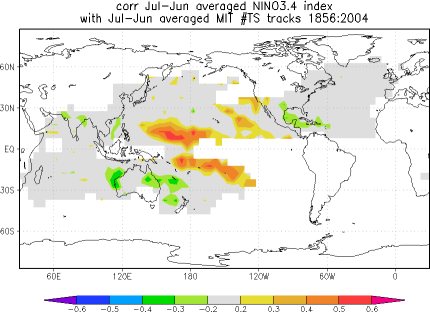 corr Jul-Jun averaged NINO3.4 index
with Jul-Jun averaged MIT #TS tracks 1856:2004
60N
30N
EQ
30S
60S
60E 120E 180 120W 60W 0
-0.6 -0.5 -0.4 -0.3 -0.2 0.2 0.3 0.4 0.5 0.6